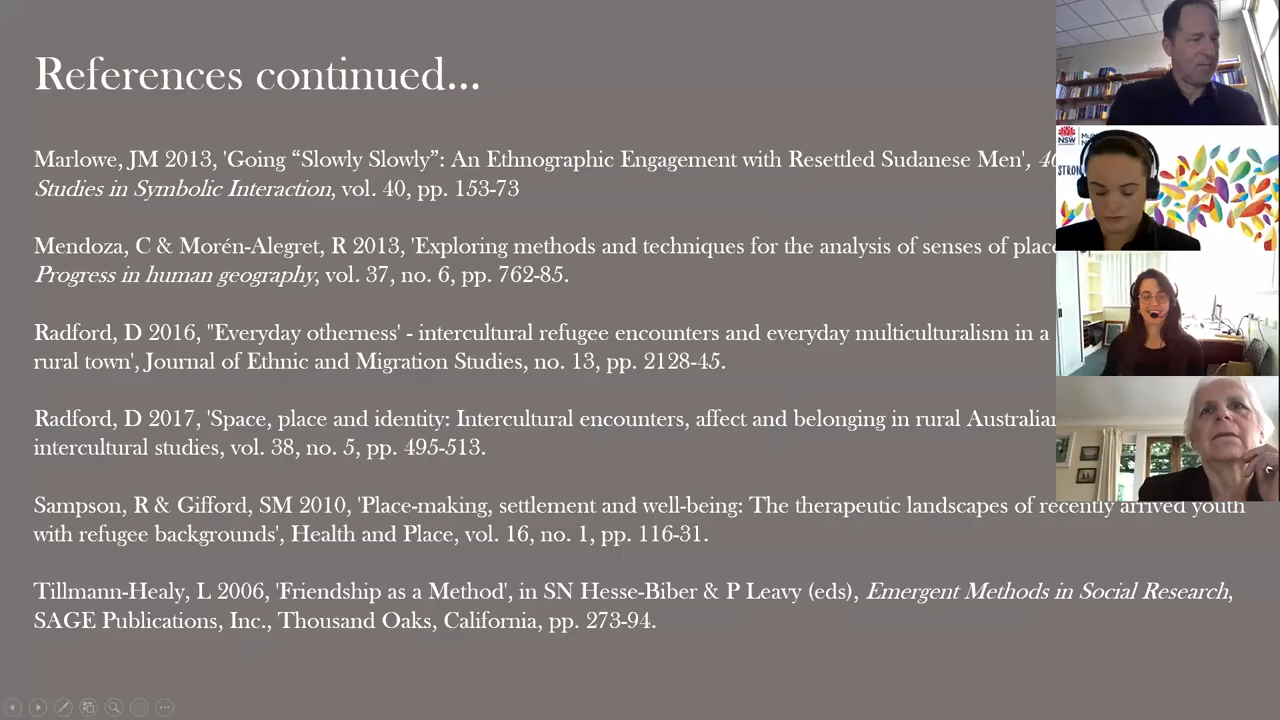 References continued...
Marlowe, JM 2013, 'Going “Slowly Slowly”: An Ethnographic Engagement with Resettled Sudanese Men',
Studies in Symbolic Interaction, vol. 40, pp. 153-73
Mendoza, C & Morén-Alegret, R 2013, 'Exploring methods and techniques for the analysis of senses of place
Progress in human geography, vol. 37, no. 6, pp. 762-85.
Radford, D 2016, "Everyday otherness' - intercultural refugee encounters and everyday multiculturalism in a
rural town', Journal of Ethnic and Migration Studies, no. 13, pp. 2128-45.
Radford, D 2017, 'Space, place and identity: Intercultural encounters, affect and belonging in rural Australian
intercultural studies, vol. 38, no. 5, pp. 495-513.
Sampson, R & Gifford, SM 2010, 'Place-making, settlement and well-being: The therapeutic landscapes of recently arrived youth
with refugee backgrounds', Health and Place, vol. 16, no. 1, pp. 116-31.
Tillmann-Healy, L 2006, 'Friendship as a Method', in SN Hesse-Biber & P Leavy (eds), Emergent Methods in Social Research,
SAGE Publications, Inc., Thousand Oaks, California, pp. 273-94.
NSW